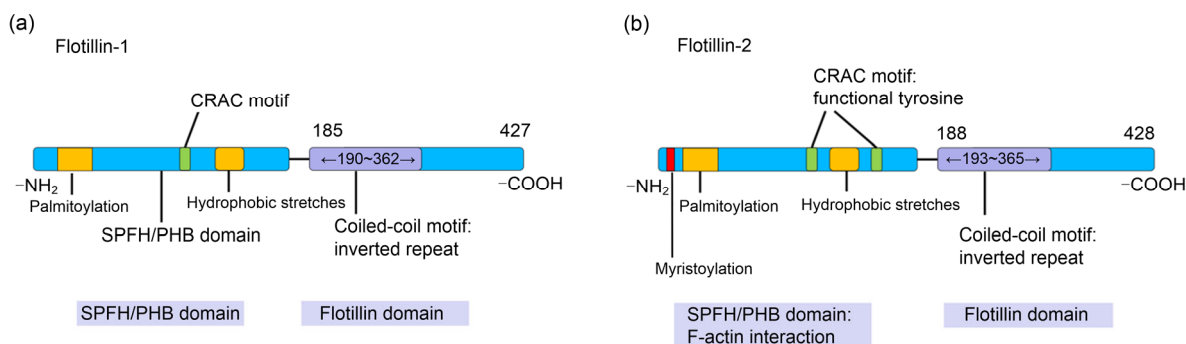 (a)
Flotillin-1
CRAC motif
185
427
←190~362→
–NH2
–COOH
Palmitoylation
Hydrophobic stretches
SPFH/PHB domain
Coiled-coil motif:
inverted repeat
SPFH/PHB domain
Flotillin domain
(b)
Flotillin-2
CRAC motif:
functional tyrosine
188
428
←193~365→
–NH2
–COOH
Palmitoylation
Hydrophobic stretches
Coiled-coil motif:
inverted repeat
Myristoylation
SPFH/PHB domain:
F-actin interaction
Flotillin domain